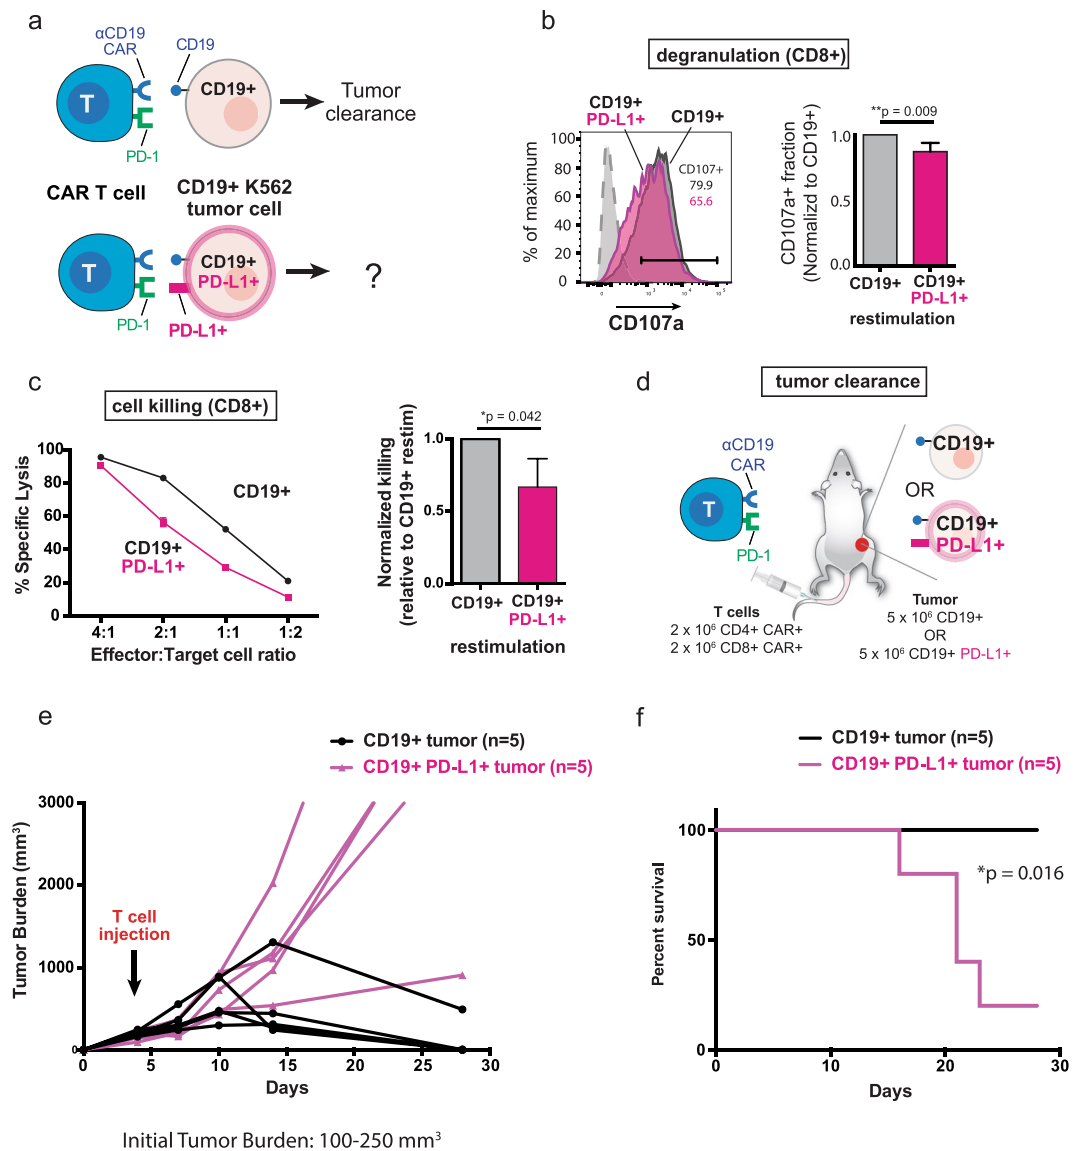 a
αCD19
CAR
CD19
T
CD19+
Tumor
clearance
PD-1
CAR T cell
CD19+ K562
tumor cell
T
CD19+
PD-L1+
?
PD-1
PD-L1+
b
degranulation (CD8+)
CD19+
PD-L1+
CD19+
CD107+
79.9
65.6
% of maximum
100
80
60
40
20
0
0
10³
10⁴
10⁵
CD107a
**p = 0.009
CD107a+ fraction
(Normalizd to CD19+)
1.0
0.5
0.0
CD19+
CD19+
PD-L1+
restimulation
c
cell killing (CD8+)
% Specific Lysis
100
80
60
40
20
0
CD19+
CD19+
PD-L1+
4:1
2:1
1:1
1:2
Effector:Target cell ratio
*p = 0.042
Normalized killing
(relative to CD19+ restim)
1.0
0.5
0.0
CD19+
CD19+
PD-L1+
restimulation
d
tumor clearance
αCD19
CAR
T
PD-1
CD19+
OR
CD19+
PD-L1+
T cells
2 x 10⁶ CD4+ CAR+
2 x 10⁶ CD8+ CAR+
Tumor
5 x 10⁶ CD19+
OR
5 x 10⁶ CD19+ PD-L1+
e
CD19+ tumor (n=5)
CD19+ PD-L1+ tumor (n=5)
Tumor Burden (mm³)
3000
2000
1000
0
T cell
injection
0
5
10
15
20
25
30
Days
Initial Tumor Burden: 100-250 mm³
f
CD19+ tumor (n=5)
CD19+ PD-L1+ tumor (n=5)
Percent survival
100
50
0
*p = 0.016
0
10
20
30
Days